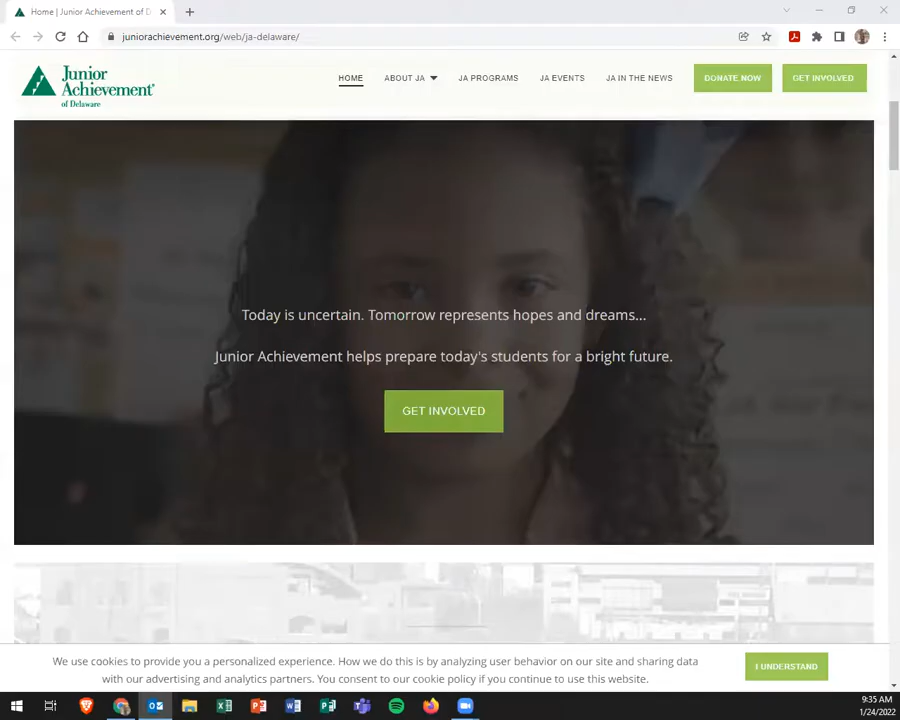 Home | Junior Achievement of D
juniorachievement.org/web/ja-delaware/
Junior
Achievement®
of Delaware
HOME
ABOUT JA
JA PROGRAMS
JA EVENTS
JA IN THE NEWS
DONATE NOW
GET INVOLVED
Today is uncertain. Tomorrow represents hopes and dreams...
Junior Achievement helps prepare today's students for a bright future.
GET INVOLVED
We use cookies to provide you a personalized experience. How we do this is by analyzing user behavior on our site and sharing data
with our advertising and analytics partners. You consent to our cookie policy if you continue to use this website.
I UNDERSTAND
9:35 AM
1/24/2022